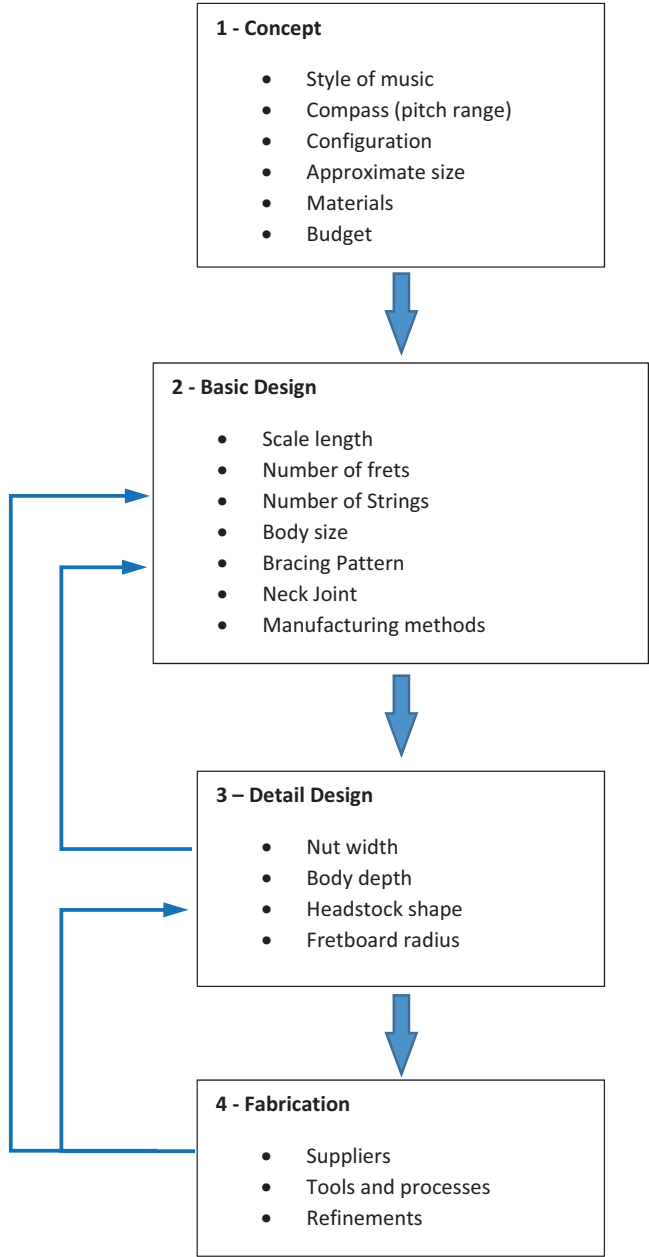 1 - Concept
• Style of music
• Compass (pitch range)
• Configuration
• Approximate size
• Materials
• Budget
2 - Basic Design
• Scale length
• Number of frets
• Number of Strings
• Body size
• Bracing Pattern
• Neck Joint
• Manufacturing methods
3 – Detail Design
• Nut width
• Body depth
• Headstock shape
• Fretboard radius
4 - Fabrication
• Suppliers
• Tools and processes
• Refinements